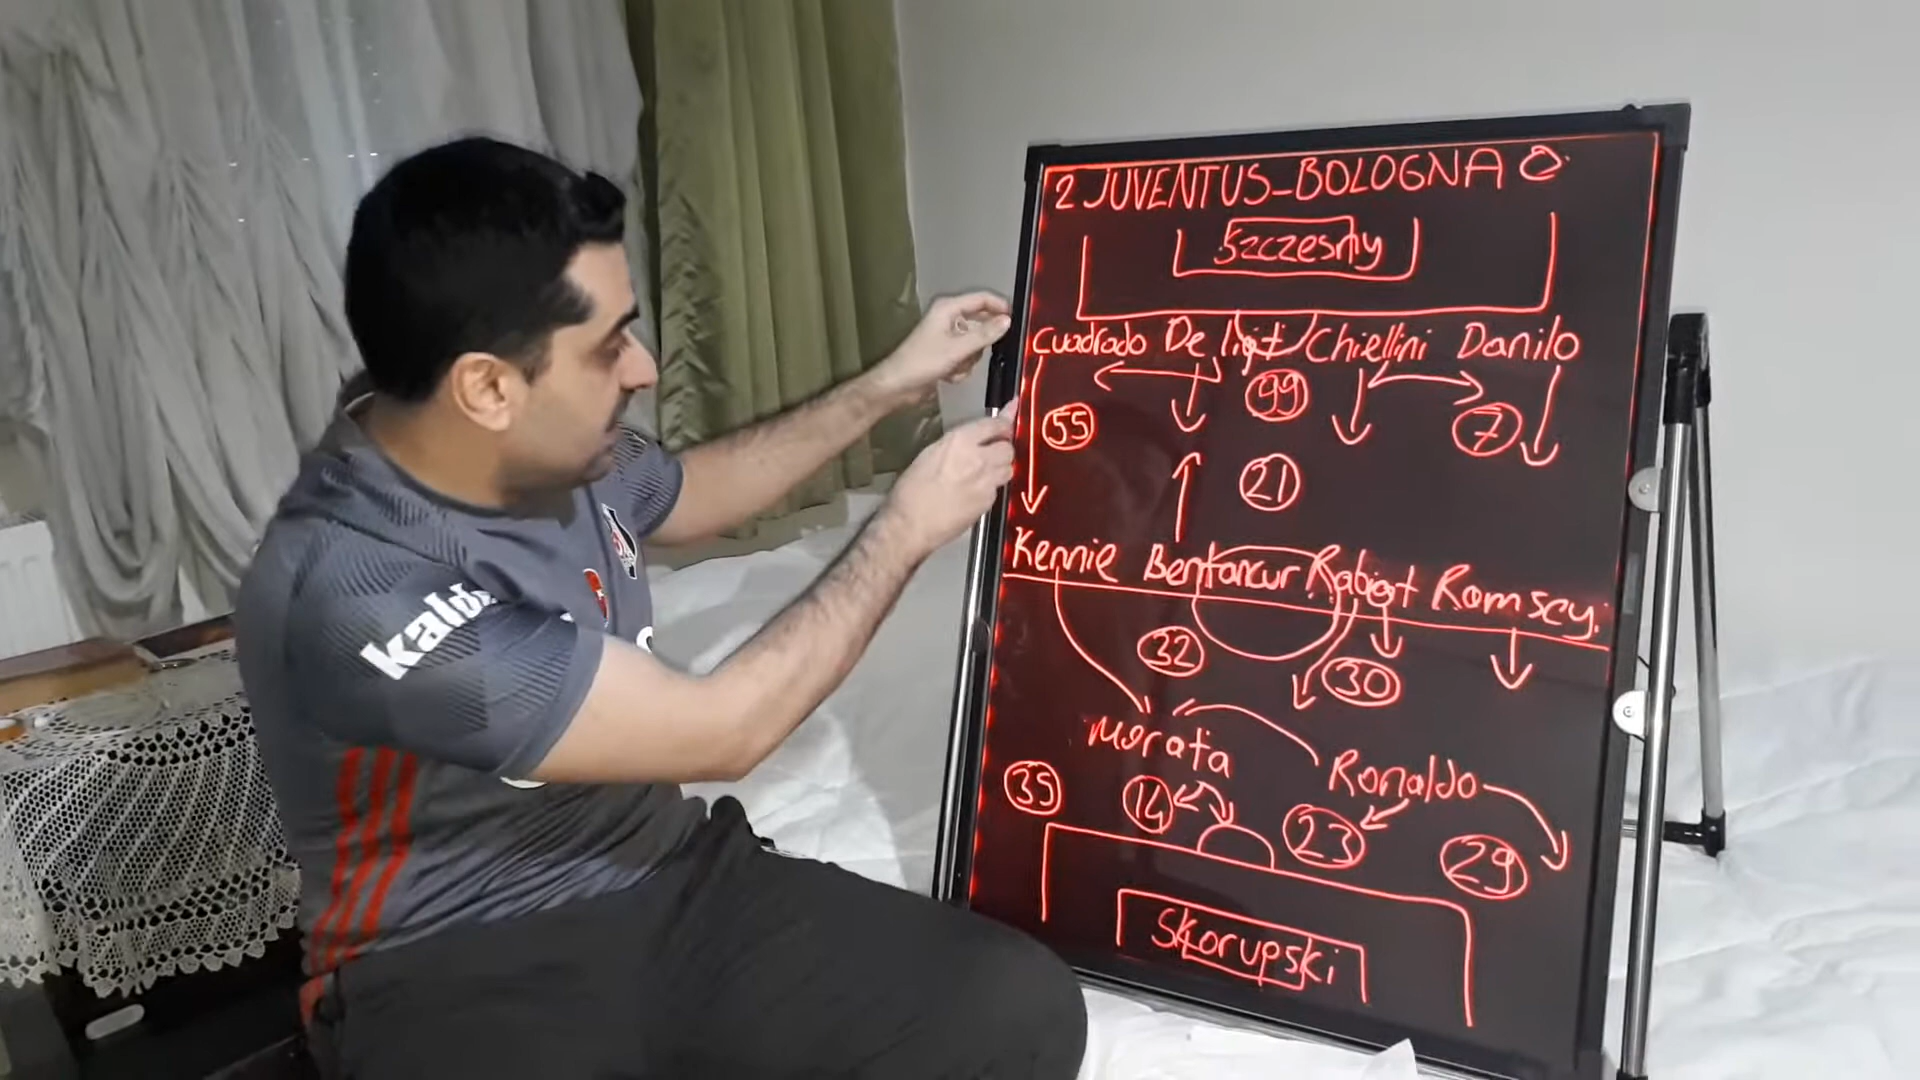 2 JUVENTUS-BOLOGNA 0
Szczesny
Cuadrado De ligt Chiellini Danilo
99
55
7
21
Kennie Bentancur Rabiot Ramsey
32
30
Morata
Ronaldo
35
14
23
29
Skorupski